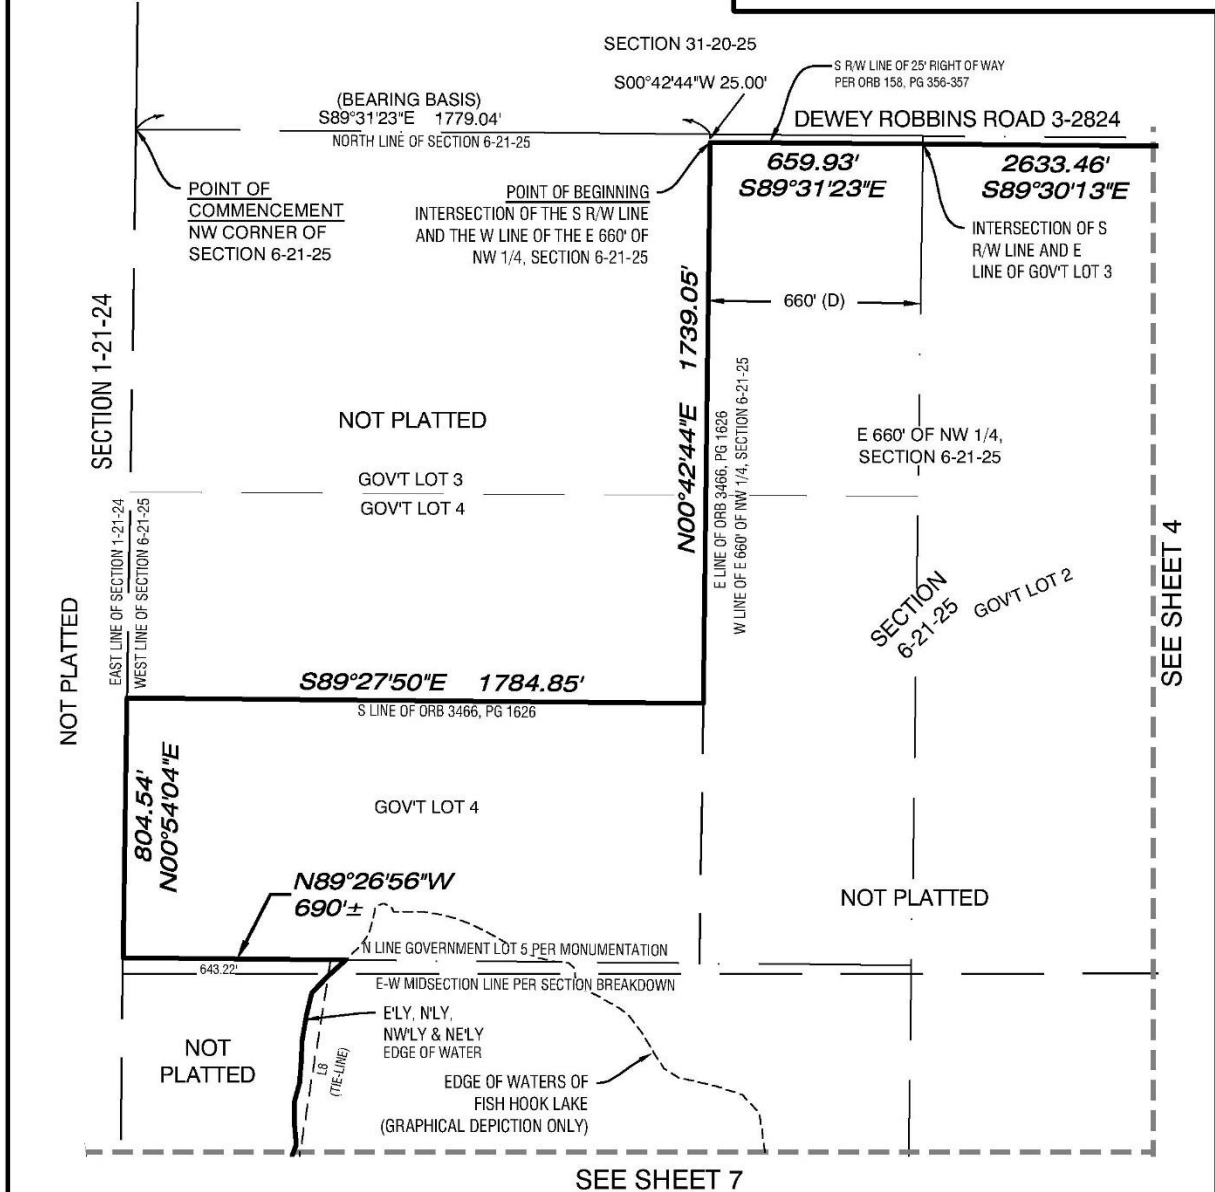 SECTION 31-20-25
S00°42'44"W 25.00'
S R/W LINE OF 25' RIGHT OF WAY
PER ORB 158, PG 356-357
(BEARING BASIS)
S89°31'23"E 1779.04'
NORTH LINE OF SECTION 6-21-25
DEWEY ROBBINS ROAD 3-2824
659.93'
S89°31'23"E
2633.46'
S89°30'13"E
POINT OF
COMMENCEMENT
NW CORNER OF
SECTION 6-21-25
POINT OF BEGINNING
INTERSECTION OF THE S R/W LINE
AND THE W LINE OF THE E 660' OF
NW 1/4, SECTION 6-21-25
INTERSECTION OF S
R/W LINE AND E
LINE OF GOV'T LOT 3
660' (D)
SECTION 1-21-24
N00°42'44"E 1739.05'
E LINE OF ORB 3466, PG 1626
W LINE OF E 660' OF NW 1/4, SECTION 6-21-25
NOT PLATTED
E 660' OF NW 1/4,
SECTION 6-21-25
GOV'T LOT 3
GOV'T LOT 4
EAST LINE OF SECTION 1-21-24
WEST LINE OF SECTION 6-21-25
NOT PLATTED
SECTION
6-21-25
GOV'T LOT 2
SEE SHEET 4
S89°27'50"E 1784.85'
S LINE OF ORB 3466, PG 1626
804.54'
N00°54'04"E
GOV'T LOT 4
N89°26'56"W
690'±
NOT PLATTED
N LINE GOVERNMENT LOT 5 PER MONUMENTATION
643.22'
E-W MIDSECTION LINE PER SECTION BREAKDOWN
E'LY, N'LY,
NW'LY & NE'LY
EDGE OF WATER
NOT
PLATTED
L8
(TIE-LINE)
EDGE OF WATERS OF
FISH HOOK LAKE
(GRAPHICAL DEPICTION ONLY)
SEE SHEET 7